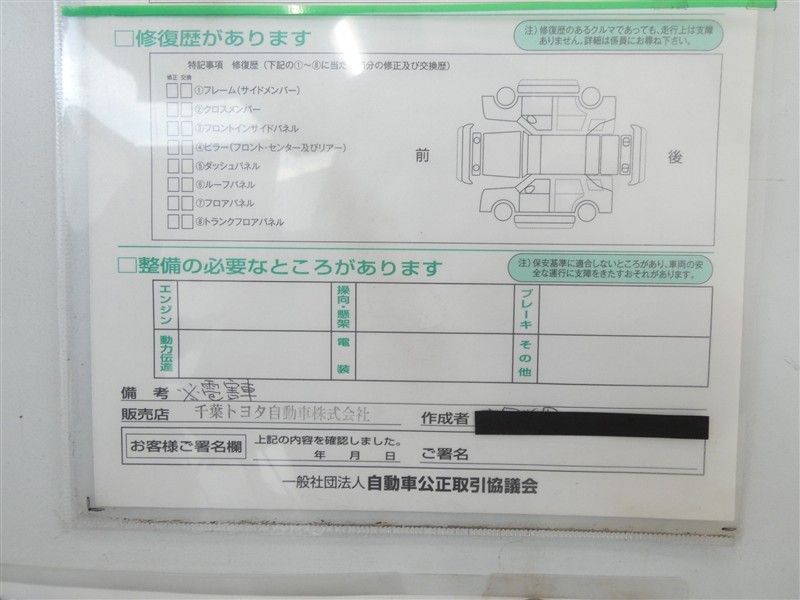 □修復歴があります
注）修復歴のあるクルマであっても、走行上は支障
ありません。詳細は係員にお尋ね下さい。
特記事項 修復歴（下記の①〜⑧に当た 部分の修正及び交換歴）
修正 交換
①フレーム(サイドメンバー)
②クロスメンバー
③フロントインサイドパネル
④ピラー(フロント・センター及びリアー)
⑤ダッシュパネル
⑥ルーフパネル
⑦フロアパネル
⑧トランクフロアパネル
前
後
□整備の必要なところがあります
注）保安基準に適合しないところがあり、車両の安
全な運行に支障をきたすおそれがあります。
エンジン
操向・懸架
ブレーキ
動力伝達
電装
その他
備考 ※雹害車
販売店 千葉トヨタ自動車株式会社
作成者
お客様ご署名欄
上記の内容を確認しました。
年 月 日
ご署名
一般社団法人 自動車公正取引協議会